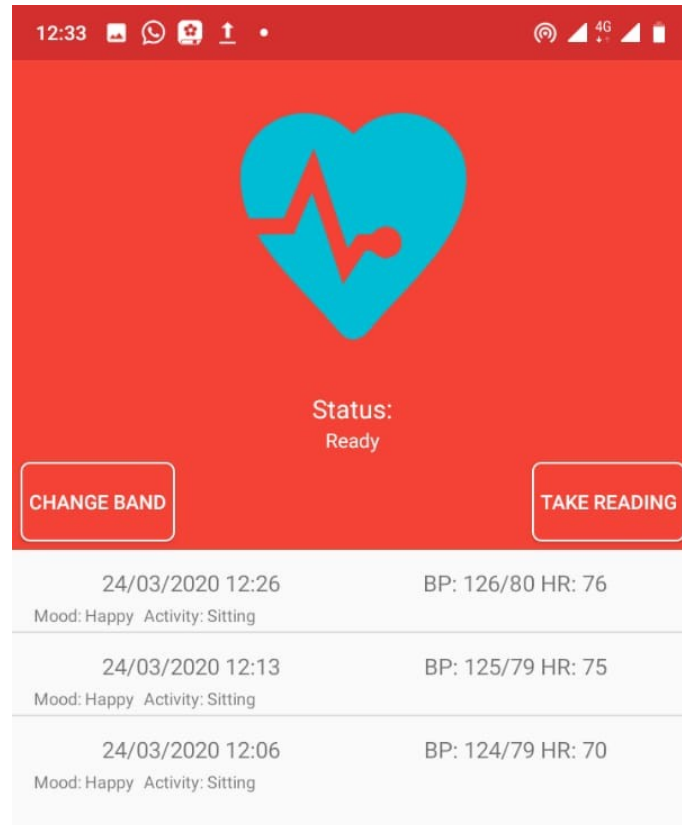 12:33 4G
Status:
Ready
CHANGE BAND TAKE READING
24/03/2020 12:26 BP: 126/80 HR: 76
Mood: Happy Activity: Sitting
24/03/2020 12:13 BP: 125/79 HR: 75
Mood: Happy Activity: Sitting
24/03/2020 12:06 BP: 124/79 HR: 70
Mood: Happy Activity: Sitting